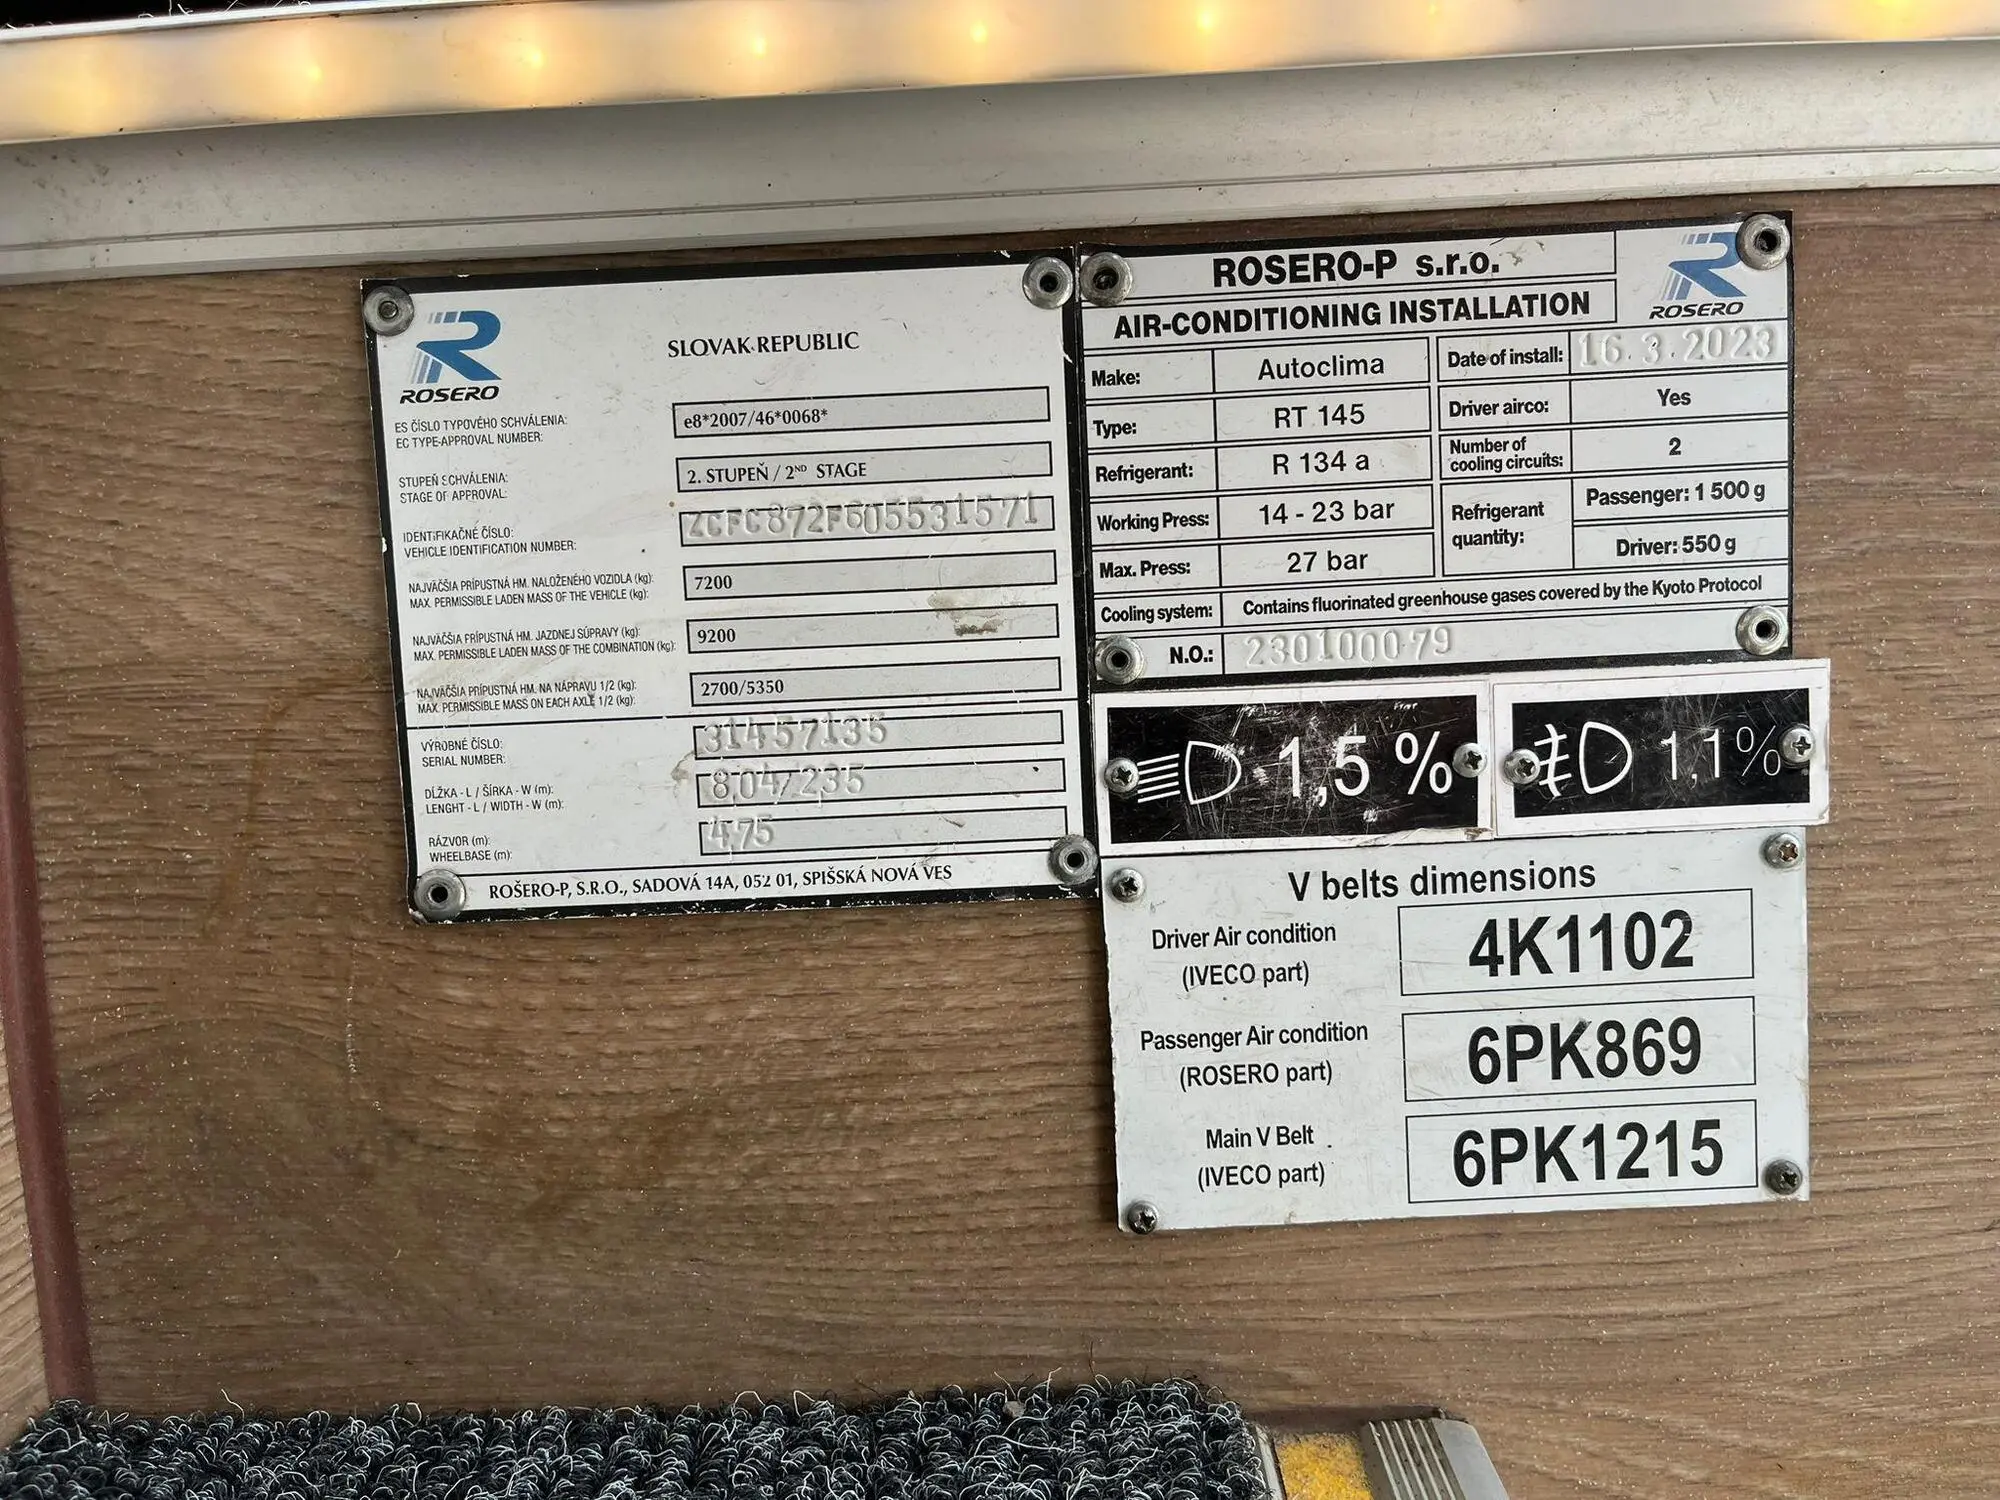 ROSERO
SLOVAK REPUBLIC
ES ČÍSLO TYPOVÉHO SCHVÁLENIA:
EC TYPE-APPROVAL NUMBER:
e8*2007/46*0068*
STUPEŇ SCHVÁLENIA:
STAGE OF APPROVAL:
2. STUPEŇ / 2ND STAGE
IDENTIFIKAČNÉ ČÍSLO:
VEHICLE IDENTIFICATION NUMBER:
ZCFC872F605531571
NAJVÄČŠIA PRÍPUSTNÁ HM. NALOŽENÉHO VOZIDLA (kg):
MAX. PERMISSIBLE LADEN MASS OF THE VEHICLE (kg):
7200
NAJVÄČŠIA PRÍPUSTNÁ HM. JAZDNEJ SÚPRAVY (kg):
MAX. PERMISSIBLE LADEN MASS OF THE COMBINATION (kg):
9200
NAJVÄČŠIA PRÍPUSTNÁ HM. NA NÁPRAVU 1/2 (kg):
MAX. PERMISSIBLE MASS ON EACH AXLE 1/2 (kg):
2700/5350
VÝROBNÉ ČÍSLO:
SERIAL NUMBER:
31457135
DĹŽKA - L / ŠÍRKA - W (m):
LENGHT - L / WIDTH - W (m):
8,04/2,35
RÁZVOR (m):
WHEELBASE (m):
4,75
ROŠERO-P, S.R.O., SADOVÁ 14A, 052 01, SPIŠSKÁ NOVÁ VES
ROSERO-P s.r.o.
AIR-CONDITIONING INSTALLATION
ROSERO
Make: Autoclima
Type: RT 145
Refrigerant: R 134 a
Working Press: 14 - 23 bar
Max. Press: 27 bar
Date of install: 16.3.2023
Driver airco: Yes
Number of
cooling circuits: 2
Refrigerant
quantity:
Passenger: 1 500 g
Driver: 550 g
Cooling system: Contains fluorinated greenhouse gases covered by the Kyoto Protocol
N.O.: 230100079
1,5 %
1,1%
V belts dimensions
Driver Air condition
(IVECO part)
4K1102
Passenger Air condition
(ROSERO part)
6PK869
Main V Belt
(IVECO part)
6PK1215